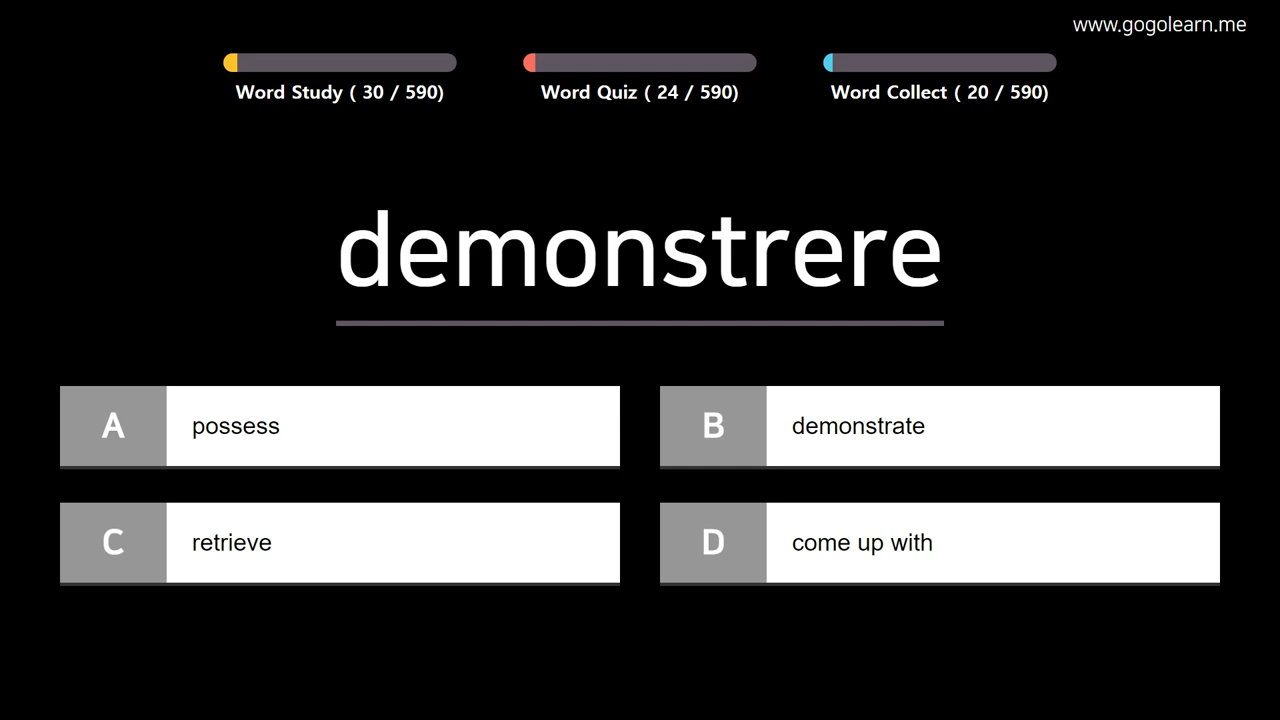 www.gogolearn.me
Word Study ( 30 / 590)
Word Quiz ( 24 / 590)
Word Collect ( 20 / 590)
demonstrere
A possess
B demonstrate
C retrieve
D come up with